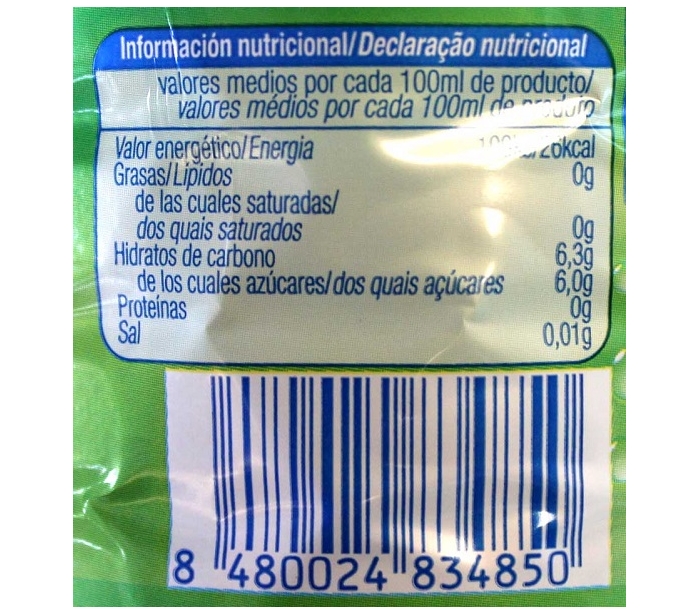 Información nutricional/Declaração nutricional
valores medios por cada 100ml de producto/
valores médios por cada 100ml de produto
Valor energético/Energia /26kcal
Grasas/Lípidos 0g
de las cuales saturadas/
dos quais saturados 0g
Hidratos de carbono 6,3g
de los cuales azúcares/dos quais açúcares 6,0g
Proteínas 0g
Sal 0,01g
8 480024 834850